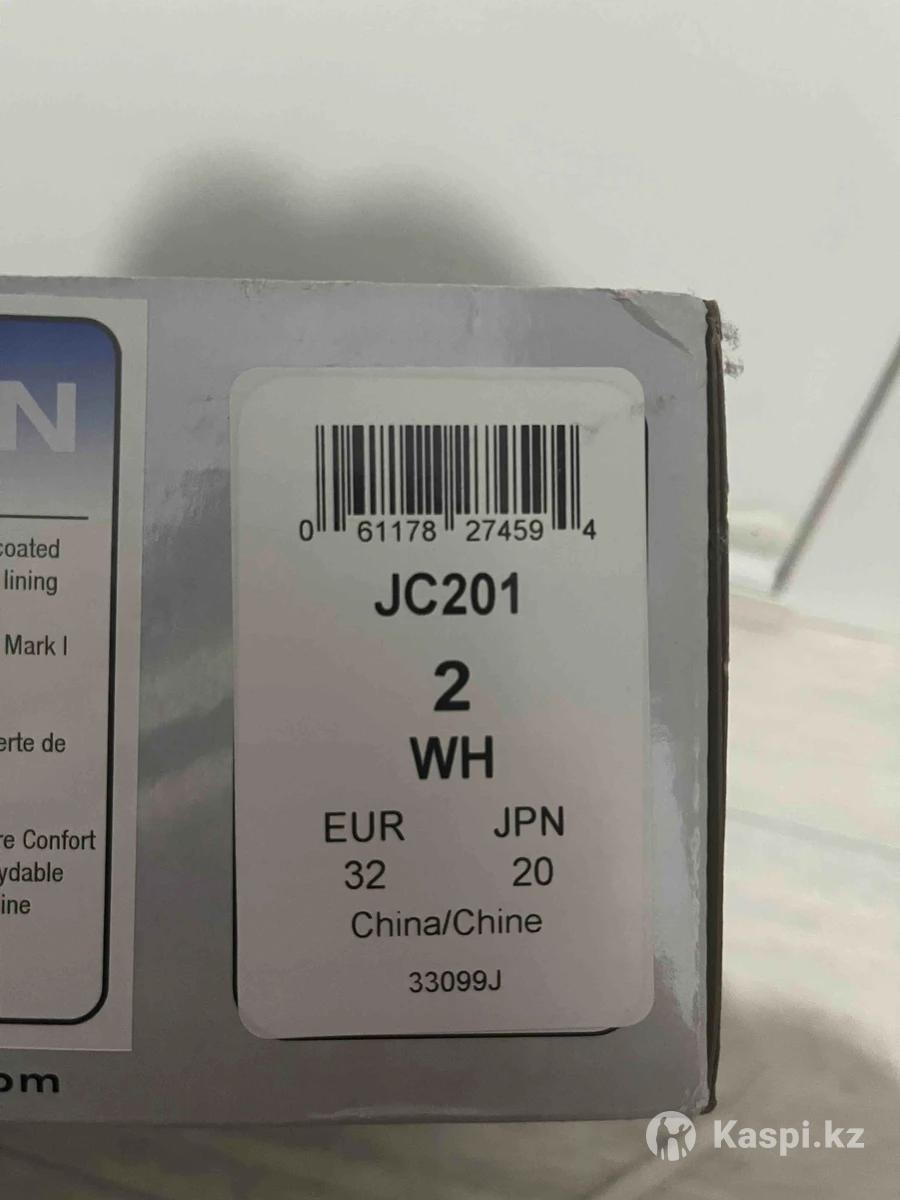 N
coated
lining
Mark I
erte de
re Confort
ydable
ine
om
0 61178 27459 4
JC201
2
WH
EUR JPN
32 20
China/Chine
33099J
Kaspi.kz